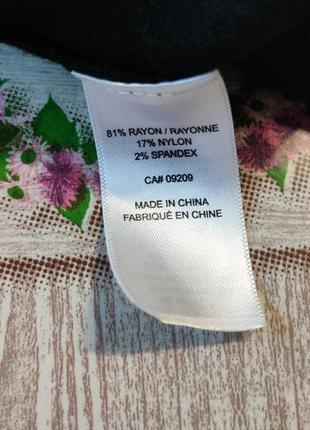 81% RAYON / RAYONNE
17% NYLON
2% SPANDEX
CA# 09209
MADE IN CHINA
FABRIQUÉ EN CHINE